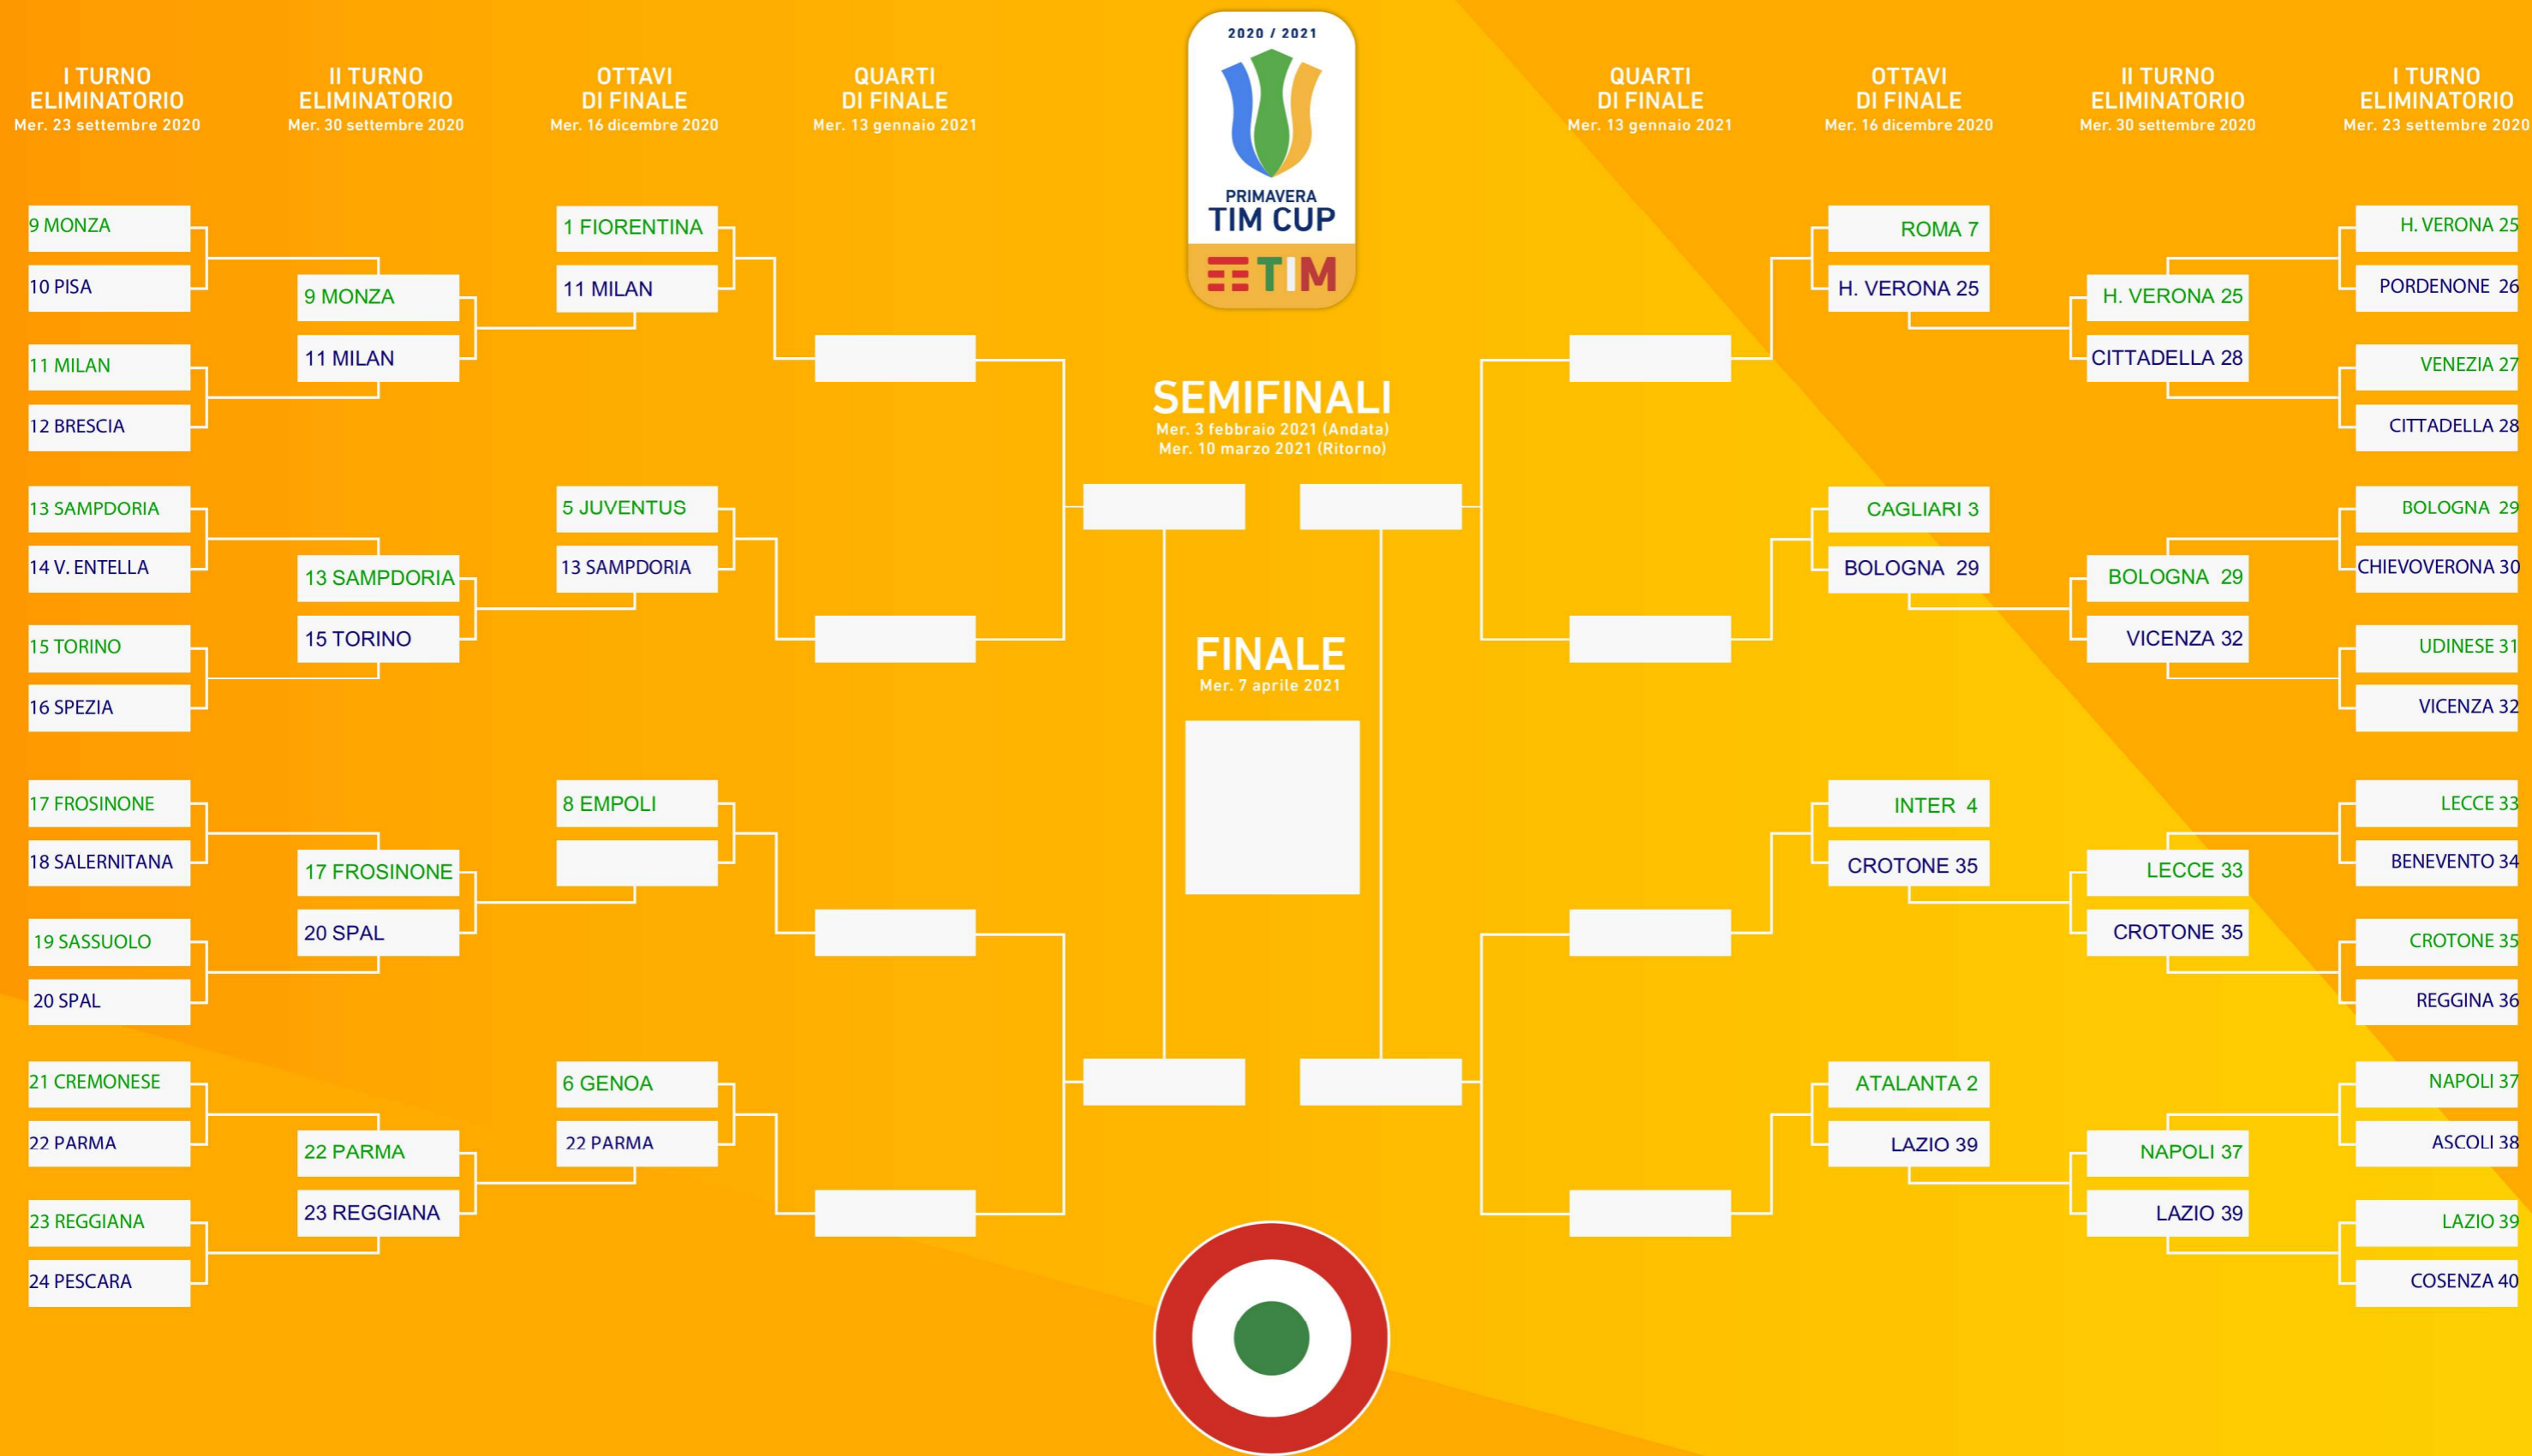 2020 / 2021
PRIMAVERA
TIM CUP
TIM
I TURNO
ELIMINATORIO
Mer. 23 settembre 2020
II TURNO
ELIMINATORIO
Mer. 30 settembre 2020
OTTAVI
DI FINALE
Mer. 16 dicembre 2020
QUARTI
DI FINALE
Mer. 13 gennaio 2021
QUARTI
DI FINALE
Mer. 13 gennaio 2021
OTTAVI
DI FINALE
Mer. 16 dicembre 2020
II TURNO
ELIMINATORIO
Mer. 30 settembre 2020
I TURNO
ELIMINATORIO
Mer. 23 settembre 2020
9 MONZA
10 PISA
11 MILAN
12 BRESCIA
13 SAMPDORIA
14 V. ENTELLA
15 TORINO
16 SPEZIA
17 FROSINONE
18 SALERNITANA
19 SASSUOLO
20 SPAL
21 CREMONESE
22 PARMA
23 REGGIANA
24 PESCARA
9 MONZA
11 MILAN
13 SAMPDORIA
15 TORINO
17 FROSINONE
20 SPAL
22 PARMA
23 REGGIANA
1 FIORENTINA
11 MILAN
5 JUVENTUS
13 SAMPDORIA
8 EMPOLI
6 GENOA
22 PARMA
SEMIFINALI
Mer. 3 febbraio 2021 (Andata)
Mer. 10 marzo 2021 (Ritorno)
FINALE
Mer. 7 aprile 2021
ROMA 7
H. VERONA 25
CAGLIARI 3
BOLOGNA 29
INTER 4
CROTONE 35
ATALANTA 2
LAZIO 39
H. VERONA 25
CITTADELLA 28
BOLOGNA 29
VICENZA 32
LECCE 33
CROTONE 35
NAPOLI 37
LAZIO 39
H. VERONA 25
PORDENONE 26
VENEZIA 27
CITTADELLA 28
BOLOGNA 29
CHIEVOVERONA 30
UDINESE 31
VICENZA 32
LECCE 33
BENEVENTO 34
CROTONE 35
REGGINA 36
NAPOLI 37
ASCOLI 38
LAZIO 39
COSENZA 40